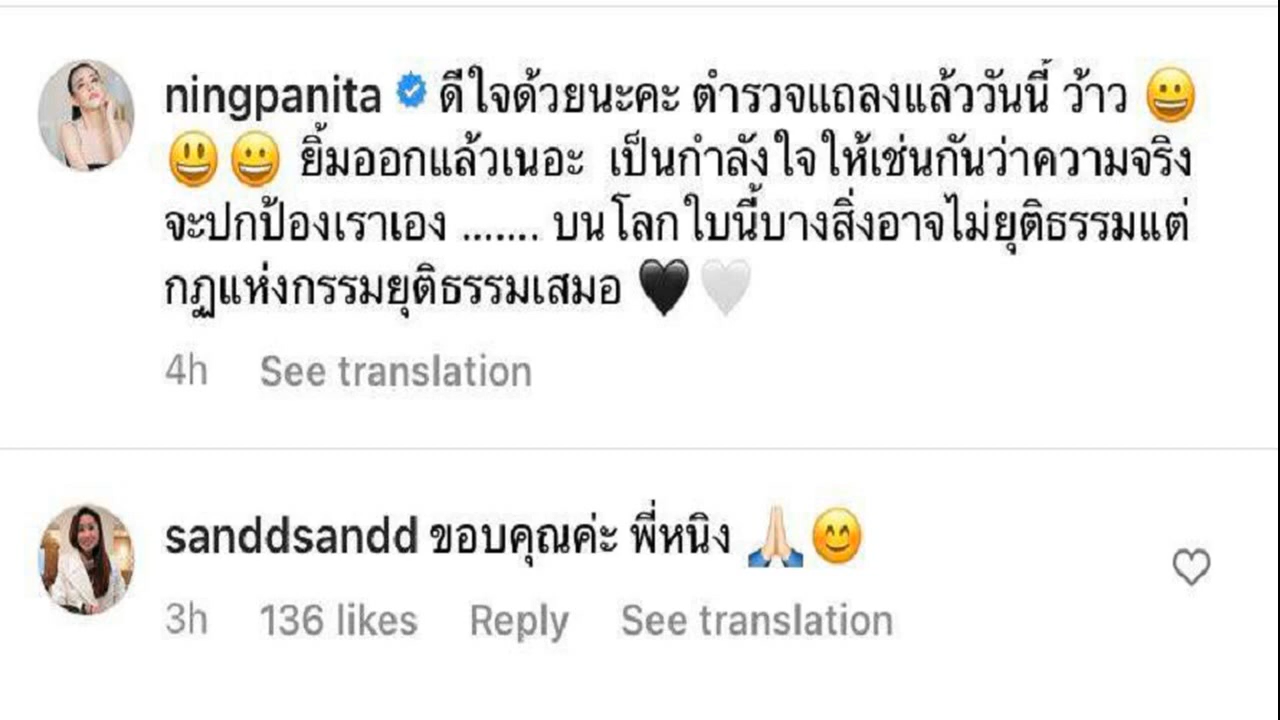 ningpanita ดีใจด้วยนะคะ ตำรวจแถลงแล้ววันนี้ ว้าว 😀
😃😀 ยิ้มออกแล้วเนอะ เป็นกำลังใจให้เช่นกันว่าความจริง
จะปกป้องเราเอง ....... บนโลกใบนี้บางสิ่งอาจไม่ยุติธรรมแต่
กฏแห่งกรรมยุติธรรมเสมอ 🖤🤍
4h See translation
sanddsandd ขอบคุณค่ะ พี่หนิง 🙏🏻😊
3h 136 likes Reply See translation